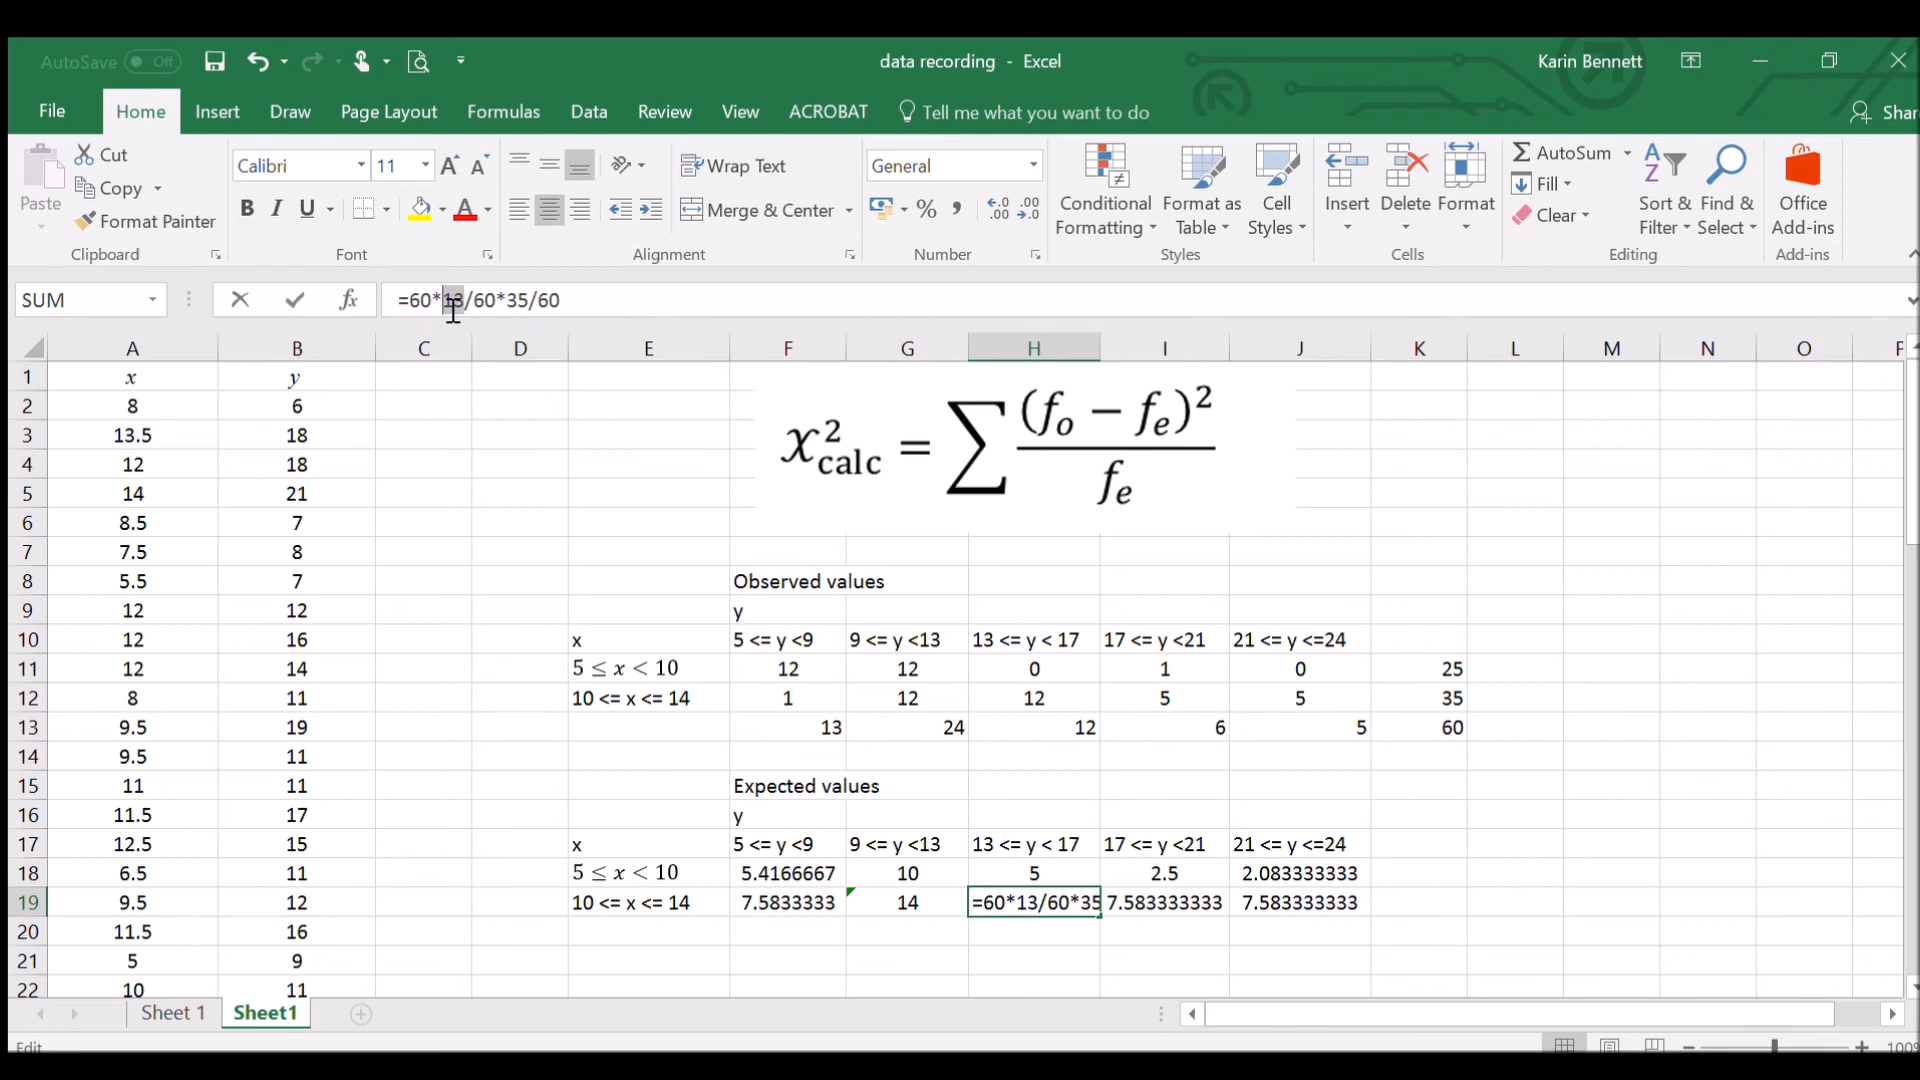 AutoSave Off
data recording - Excel
Karin Bennett
File Home Insert Draw Page Layout Formulas Data Review View ACROBAT Tell me what you want to do
Paste
Cut
Copy
Format Painter
Clipboard
Calibri 11 A A
B I U A
Font
Wrap Text
Merge & Center
Alignment
General
% , .0 .00 .00 .0
Number
Conditional Formatting
Format as Table
Cell Styles
Styles
Insert Delete Format
Cells
AutoSum
Fill
Clear
Sort & Filter
Find & Select
Editing
Office Add-ins
Add-ins
SUM fx =60*13/60*35/60
A B C D E F G H I J K L M N O
1 x y
2 8 6
3 13.5 18
4 12 18
5 14 21
6 8.5 7
7 7.5 8
χ²calc = ∑ (fo − fe)² / fe
8 5.5 7 Observed values
9 12 12 y
10 12 16 x 5 <= y <9 9 <= y <13 13 <= y < 17 17 <= y <21 21 <= y <=24
11 12 14 5 ≤ x < 10 12 12 0 1 0 25
12 8 11 10 <= x <= 14 1 12 12 5 5 35
13 9.5 19 13 24 12 6 5 60
14 9.5 11
15 11 11 Expected values
16 11.5 17 y
17 12.5 15 x 5 <= y <9 9 <= y <13 13 <= y < 17 17 <= y <21 21 <= y <=24
18 6.5 11 5 ≤ x < 10 5.4166667 10 5 2.5 2.083333333
19 9.5 12 10 <= x <= 14 7.5833333 14 =60*13/60*35 7.583333333 7.583333333
20 11.5 16
21 5 9
22 10 11
Sheet 1 Sheet1
Edit